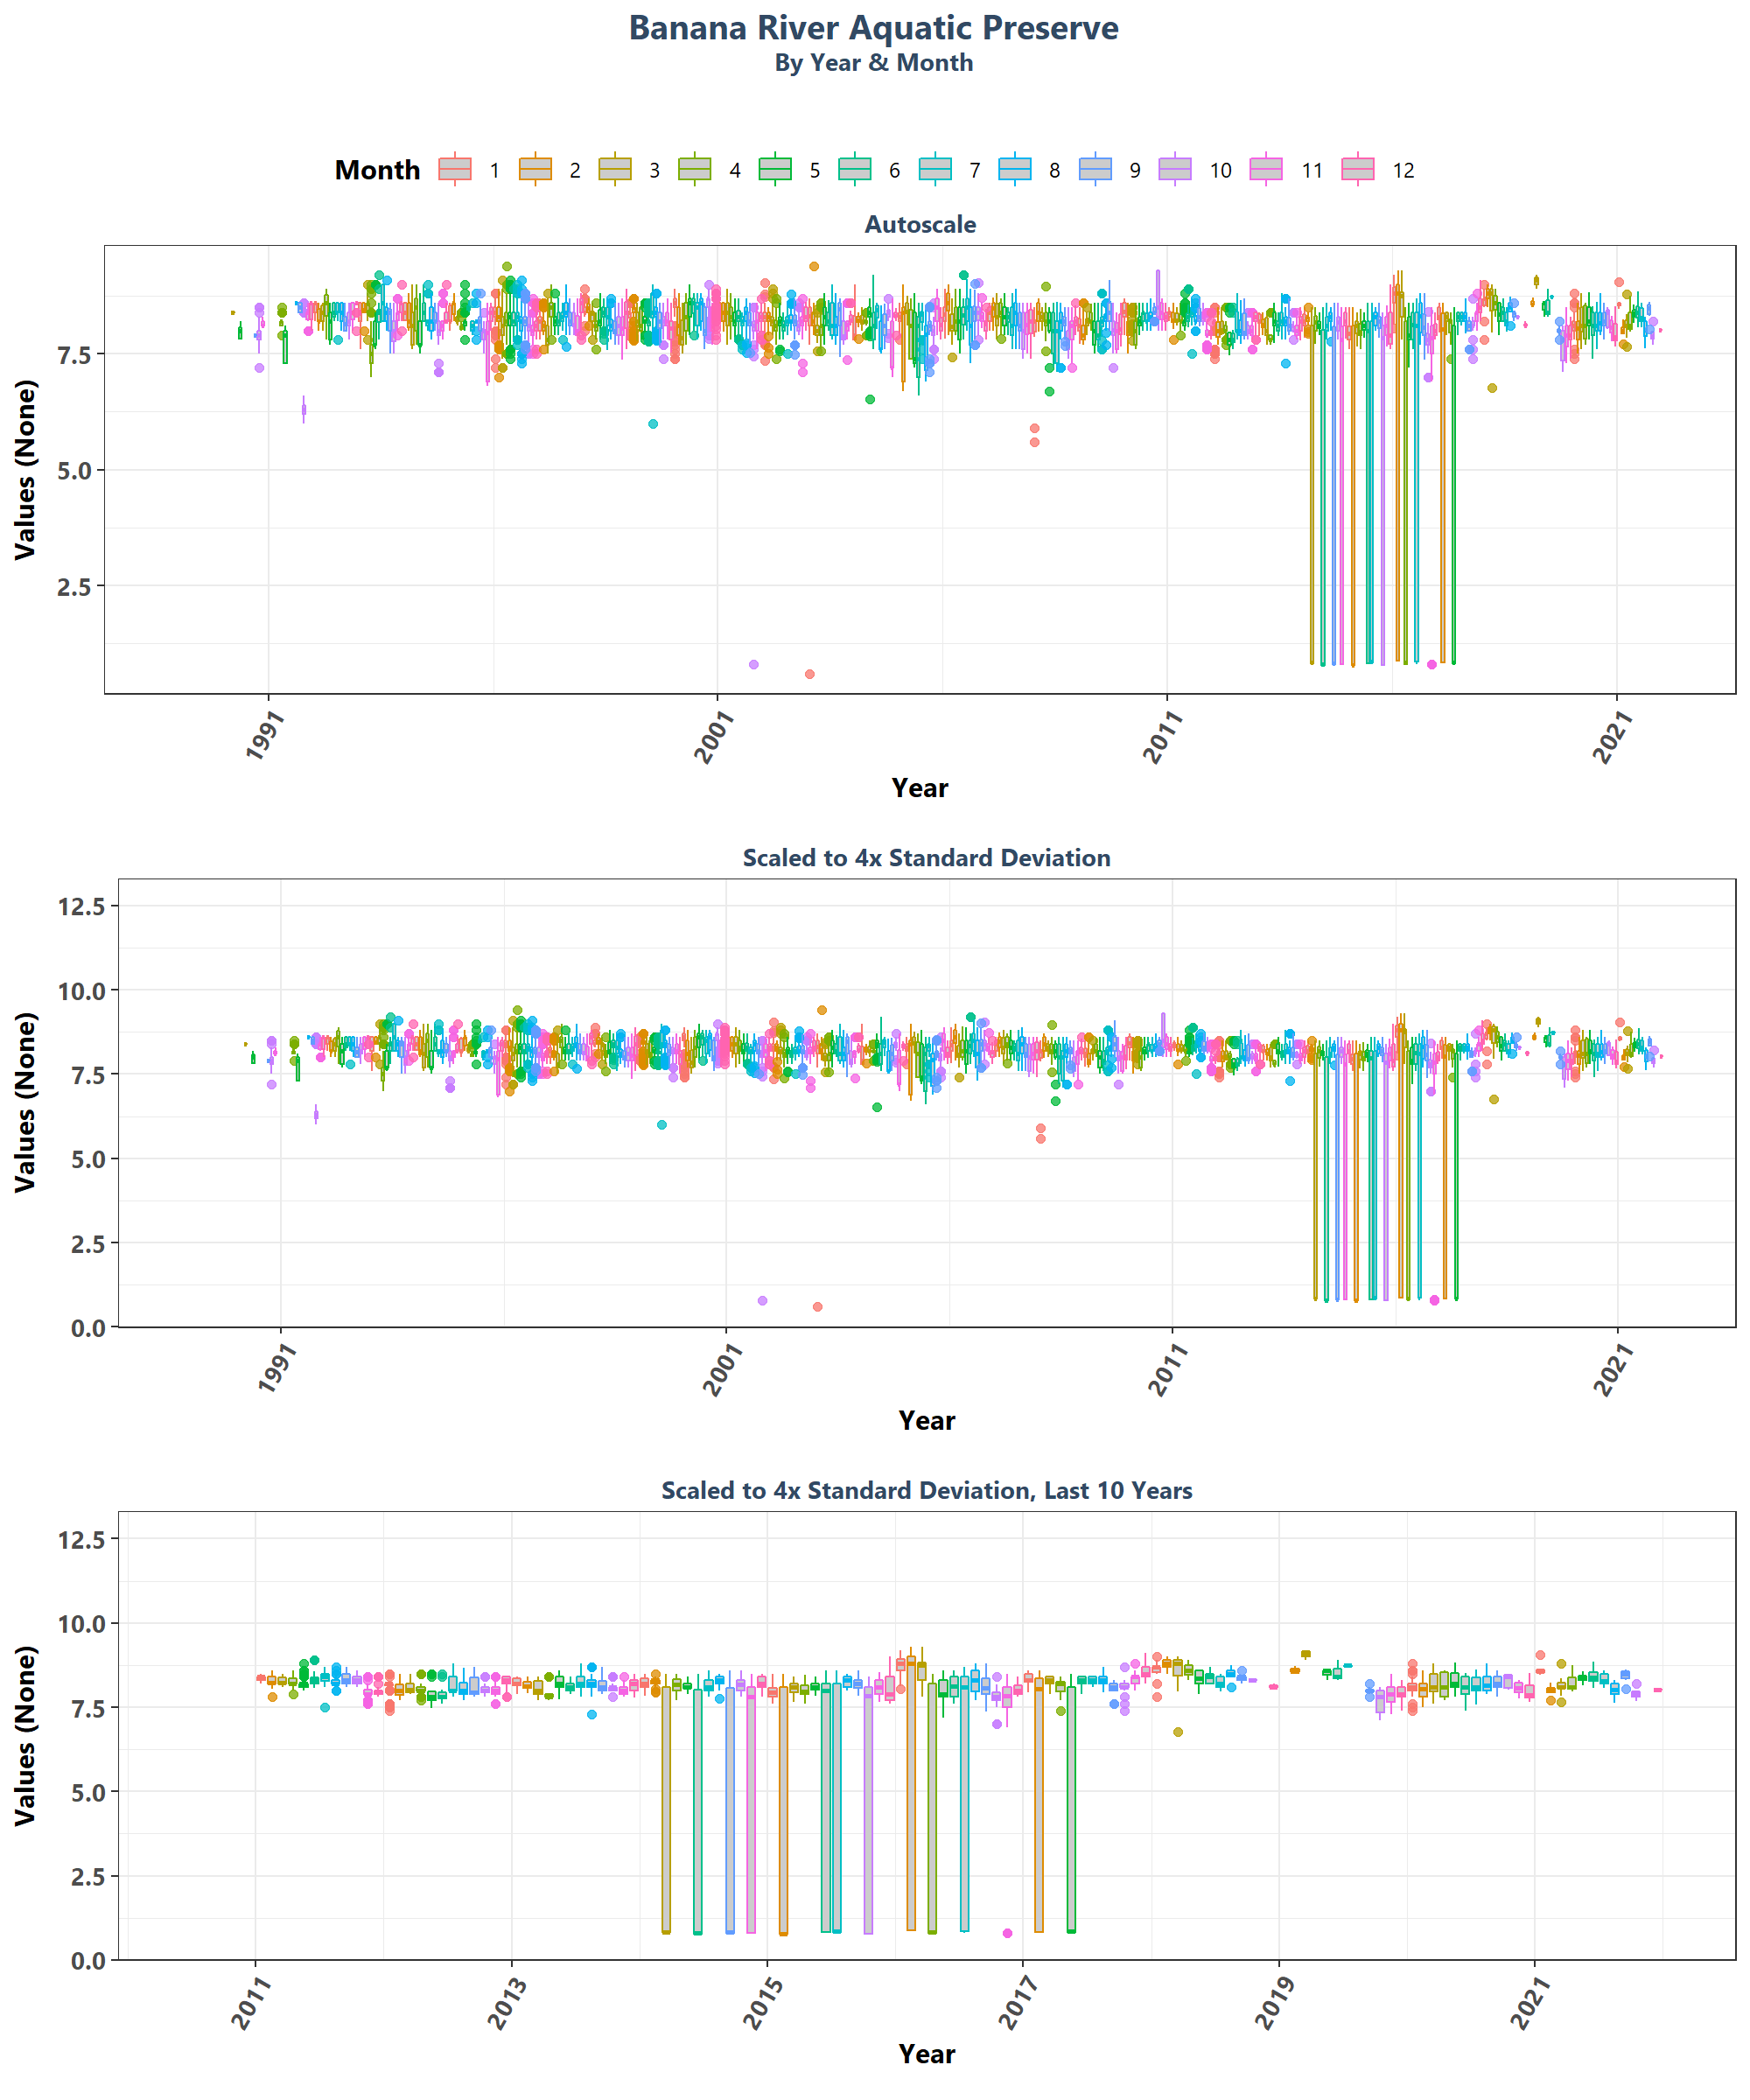 Banana River Aquatic Preserve
By Year & Month
Month 1 2 3 4 5 6 7 8 9 10 11 12
Autoscale
Values (None)
7.5
5.0
2.5
1991 2001 2011 2021
Year
Scaled to 4x Standard Deviation
Values (None)
12.5
10.0
7.5
5.0
2.5
0.0
1991 2001 2011 2021
Year
Scaled to 4x Standard Deviation, Last 10 Years
Values (None)
12.5
10.0
7.5
5.0
2.5
0.0
2011 2013 2015 2017 2019 2021
Year